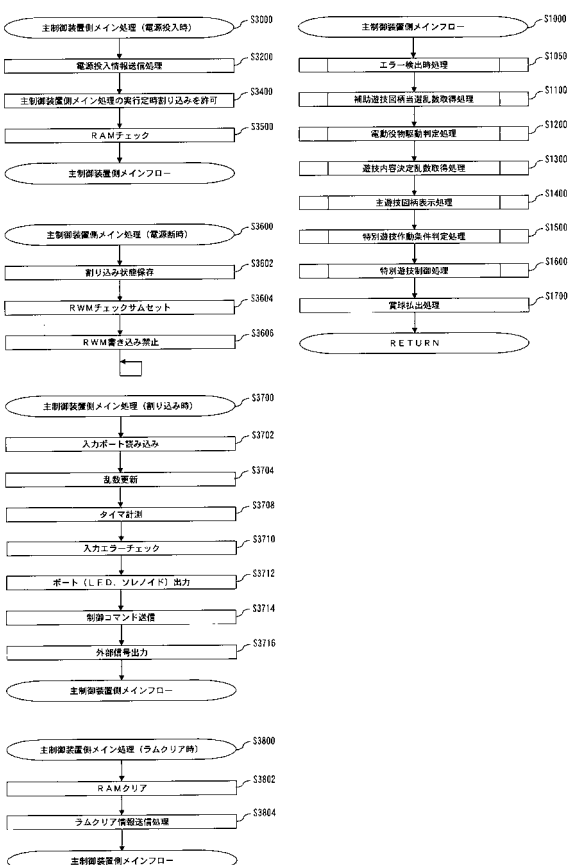 主制御装置側メイン処理（電源投入時）
S3000
電源投入情報送信処理
S3200
主制御装置側メイン処理の実行定時割り込みを許可
S3400
RAMチェック
S3500
主制御装置側メインフロー
主制御装置側メイン処理（電源断時）
S3600
割り込み状態保存
S3602
RWMチェックサムセット
S3604
RWM書き込み禁止
S3606
主制御装置側メイン処理（割り込み時）
S3700
入力ポート読み込み
S3702
乱数更新
S3704
タイマ計測
S3708
入力エラーチェック
S3710
ポート（LED、ソレノイド）出力
S3712
制御コマンド送信
S3714
外部信号出力
S3716
主制御装置側メインフロー
主制御装置側メイン処理（ラムクリア時）
S3800
RAMクリア
S3802
ラムクリア情報送信処理
S3804
主制御装置側メインフロー
主制御装置側メインフロー
S1000
エラー検出時処理
S1050
補助遊技図柄当選乱数取得処理
S1100
電動役物駆動判定処理
S1200
遊技内容決定乱数取得処理
S1300
主遊技図柄表示処理
S1400
特別遊技作動条件判定処理
S1500
特別遊技制御処理
S1600
賞球払出処理
S1700
RETURN